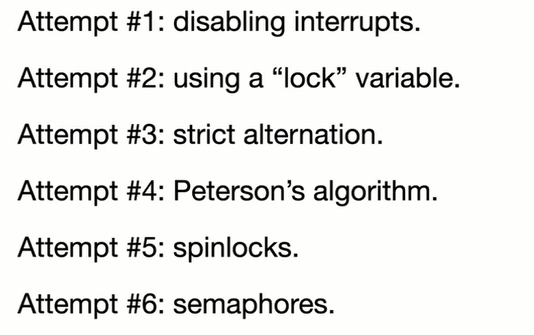 Attempt #1: disabling interrupts.
Attempt #2: using a “lock” variable.
Attempt #3: strict alternation.
Attempt #4: Peterson’s algorithm.
Attempt #5: spinlocks.
Attempt #6: semaphores.